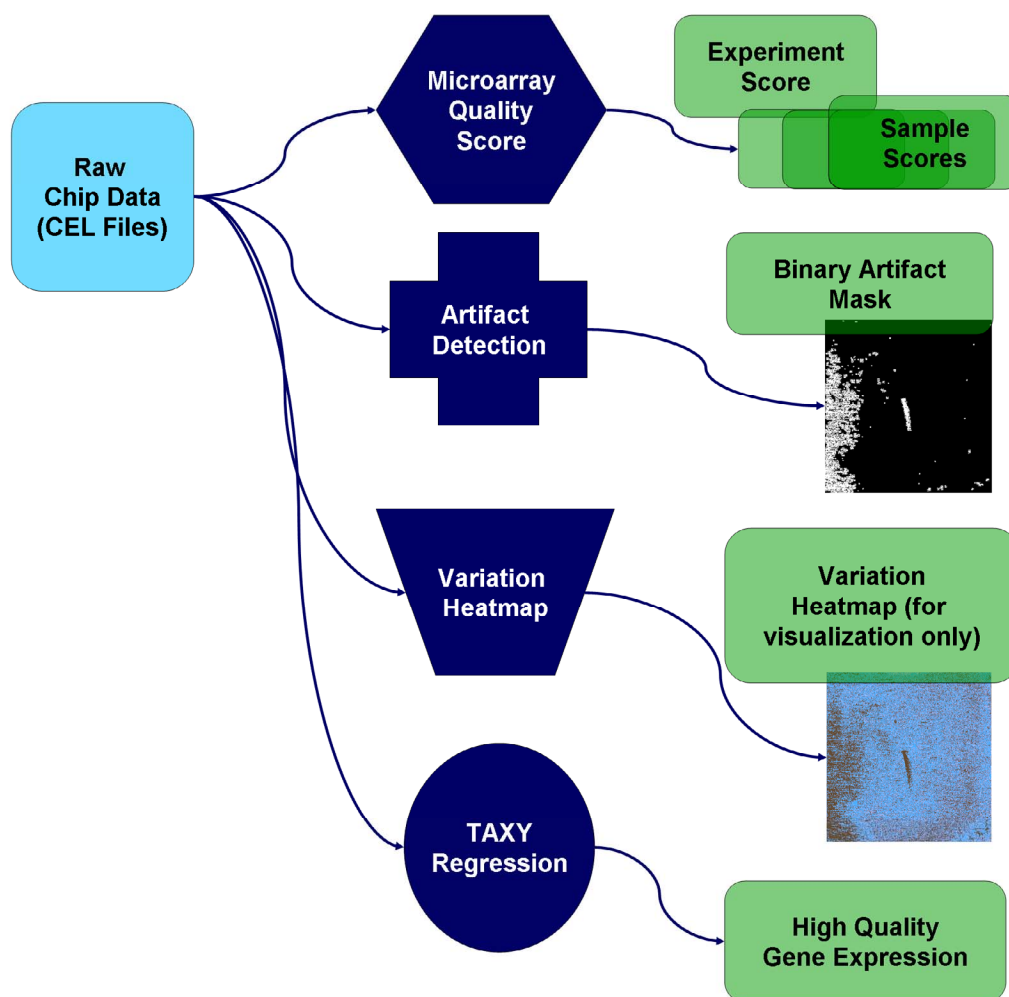 Raw
Chip Data
(CEL Files)
Microarray
Quality
Score
Experiment
Score
Sample
Scores
Artifact
Detection
Binary Artifact
Mask
Variation
Heatmap
Variation
Heatmap (for
visualization only)
TAXY
Regression
High Quality
Gene Expression